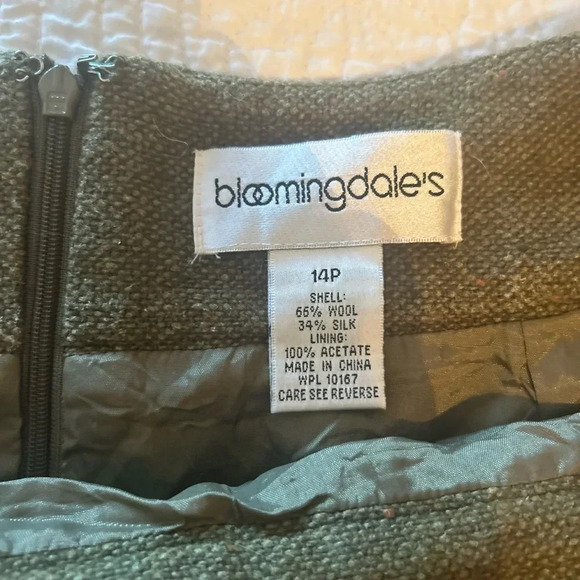 bloomingdale's
14P
SHELL:
66% WOOL
34% SILK
LINING:
100% ACETATE
MADE IN CHINA
WPL 10167
CARE SEE REVERSE